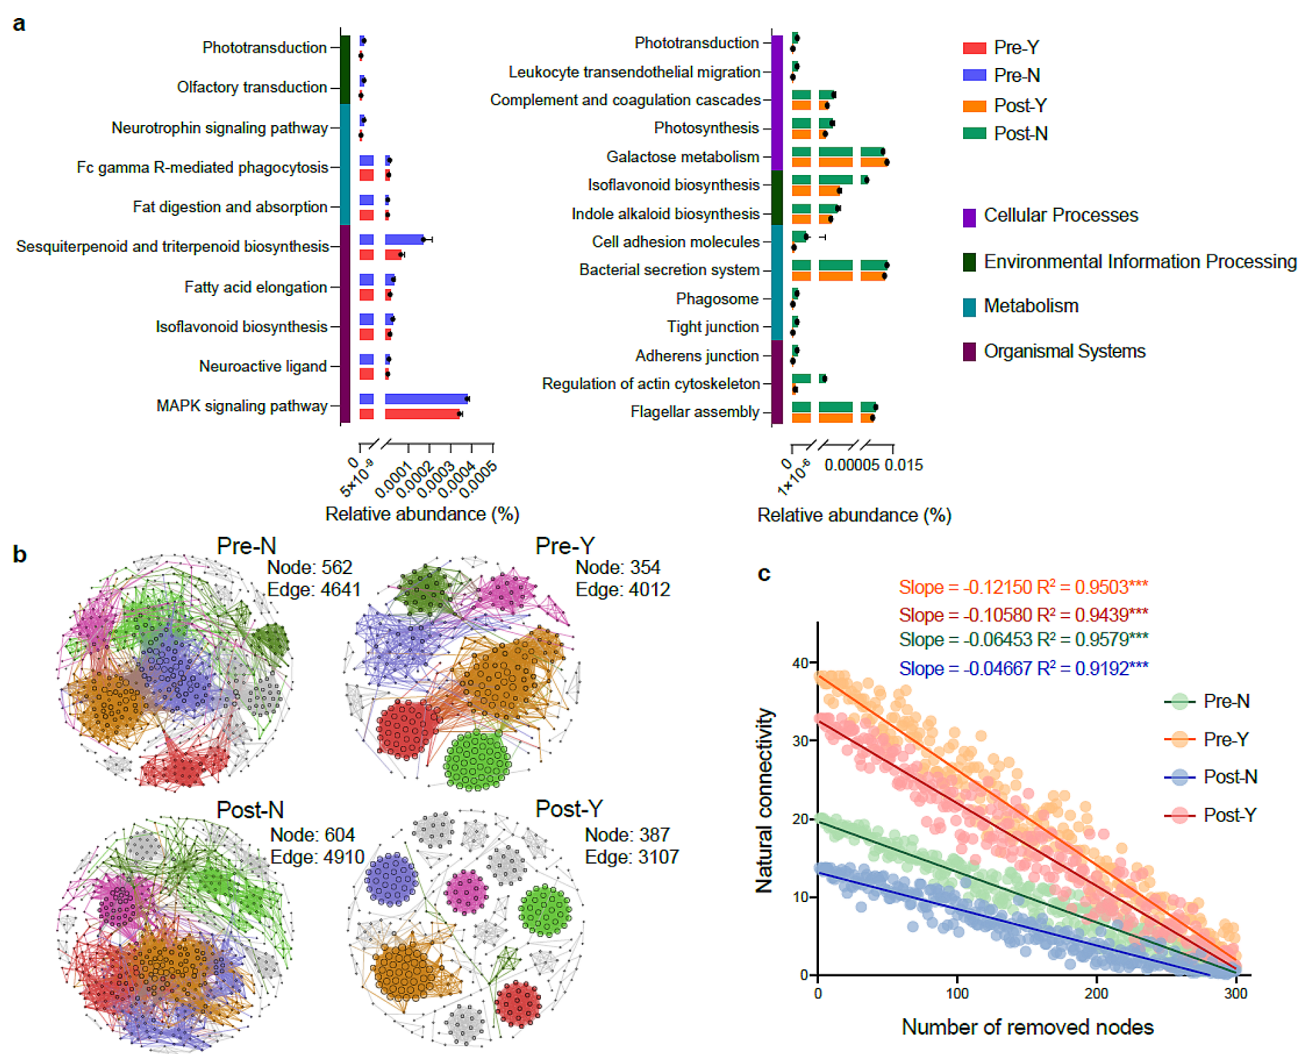 a
Phototransduction
Olfactory transduction
Neurotrophin signaling pathway
Fc gamma R-mediated phagocytosis
Fat digestion and absorption
Sesquiterpenoid and triterpenoid biosynthesis
Fatty acid elongation
Isoflavonoid biosynthesis
Neuroactive ligand
MAPK signaling pathway
0
5×10⁻⁹
0.0001
0.0002
0.0003
0.0004
0.0005
Relative abundance (%)
Phototransduction
Leukocyte transendothelial migration
Complement and coagulation cascades
Photosynthesis
Galactose metabolism
Isoflavonoid biosynthesis
Indole alkaloid biosynthesis
Cell adhesion molecules
Bacterial secretion system
Phagosome
Tight junction
Adherens junction
Regulation of actin cytoskeleton
Flagellar assembly
0
1×10⁻⁶
0.00005 0.015
Relative abundance (%)
Pre-Y
Pre-N
Post-Y
Post-N
Cellular Processes
Environmental Information Processing
Metabolism
Organismal Systems
b
Pre-N
Node: 562
Edge: 4641
Pre-Y
Node: 354
Edge: 4012
Post-N
Node: 604
Edge: 4910
Post-Y
Node: 387
Edge: 3107
c
Slope = -0.12150 R² = 0.9503***
Slope = -0.10580 R² = 0.9439***
Slope = -0.06453 R² = 0.9579***
Slope = -0.04667 R² = 0.9192***
Natural connectivity
40
30
20
10
0
0 100 200 300
Number of removed nodes
Pre-N
Pre-Y
Post-N
Post-Y